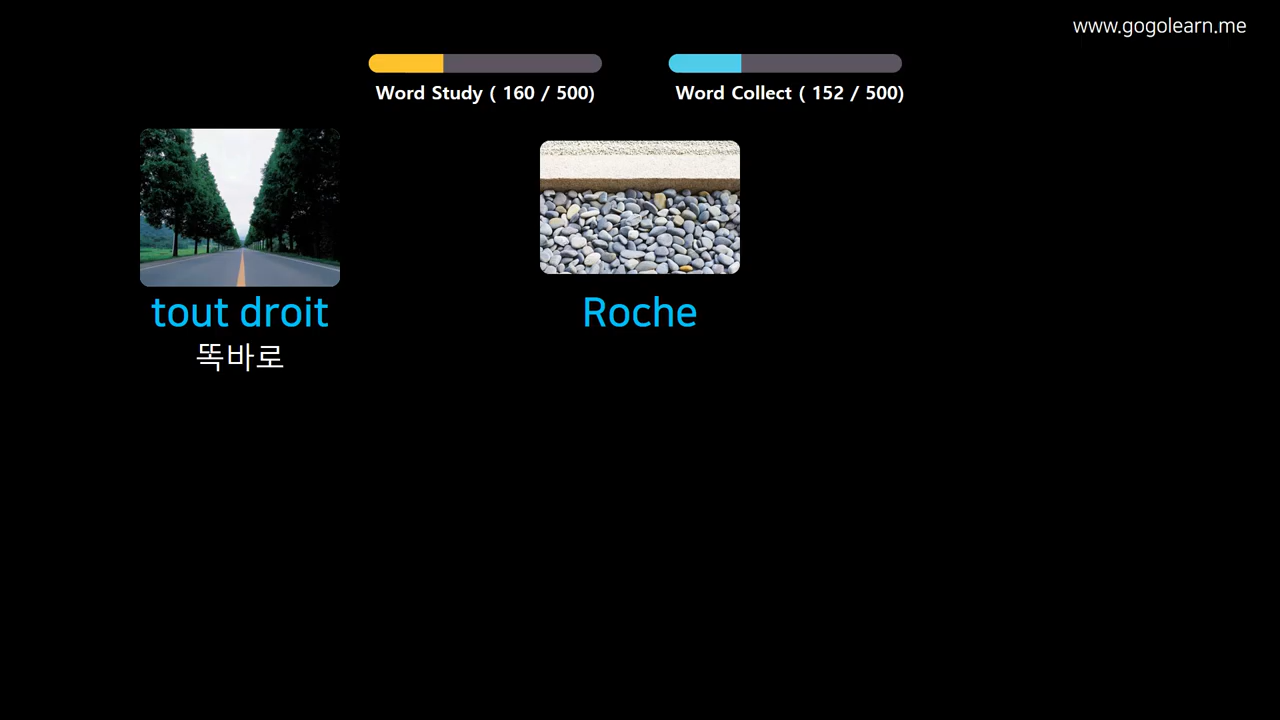 www.gogolearn.me
Word Study ( 160 / 500)
Word Collect ( 152 / 500)
tout droit
Roche
똑바로